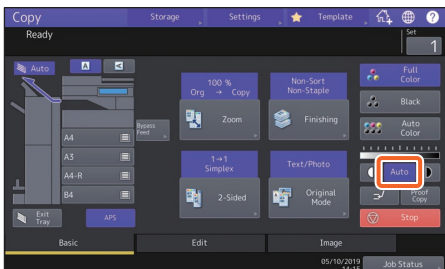 Copy
Storage
Settings
Template
?
Ready
Set
1
Auto
A
A
Full
Color
100 %
Org → Copy
Non-Sort
Non-Staple
Black
Bypass
Feed
Zoom
Finishing
Auto
Color
A4
A3
1→1
Simplex
Text/Photo
Auto
A4-R
B4
2-Sided
Original
Mode
Proof
Copy
Exit
Tray
APS
Stop
Basic
Edit
Image
05/10/2019
14:15
Job Status